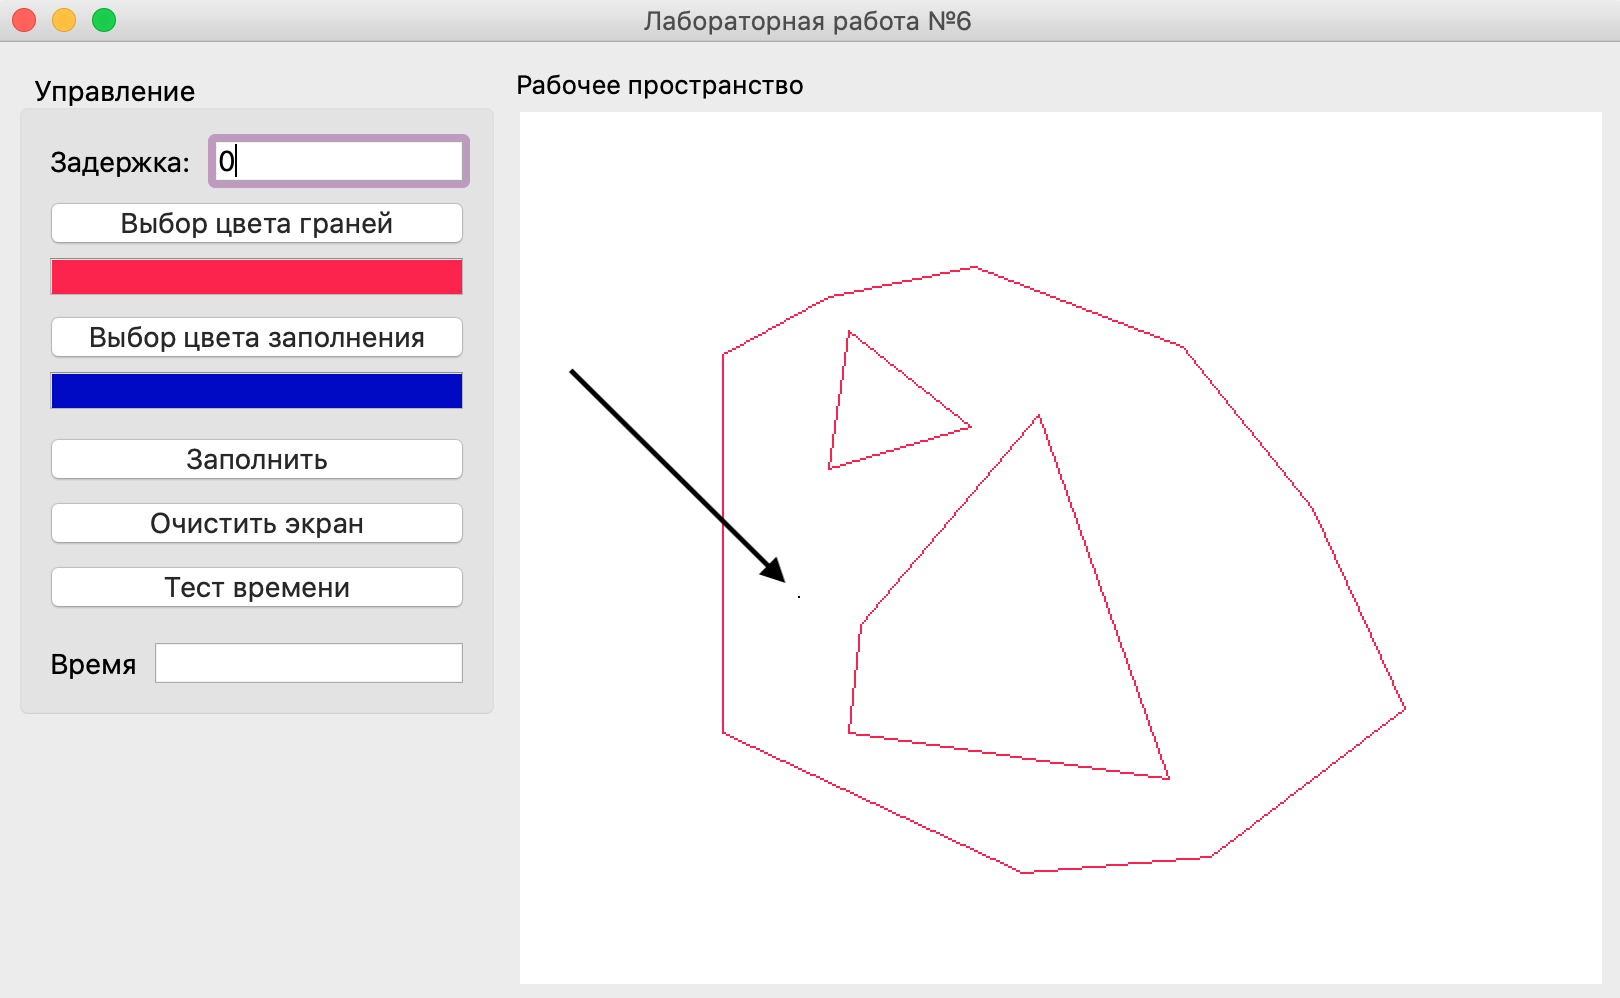 Лабораторная работа №6
Управление
Задержка: 0
Выбор цвета граней
Выбор цвета заполнения
Заполнить
Очистить экран
Тест времени
Время
Рабочее пространство